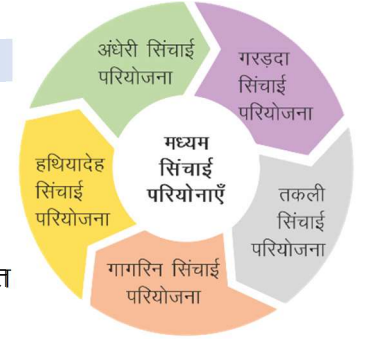 अंधेरी सिंचाई
परियोजना
गरड़दा
सिंचाई
परियोजना
तकली
सिंचाई
परियोजना
गागरिन सिंचाई
परियोजना
हथियादेह
सिंचाई
परियोजना
मध्यम
सिंचाई
परियोनाएँ